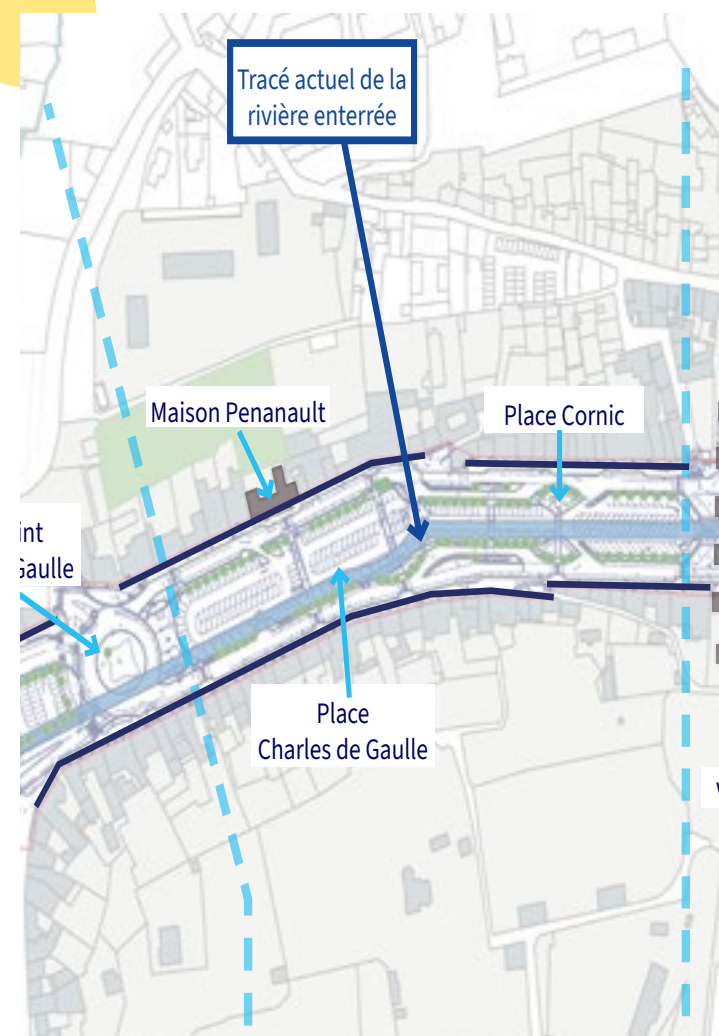 Tracé actuel de la
rivière enterrée
Maison Penanault
Place Cornic
Gaulle
Place
Charles de Gaulle